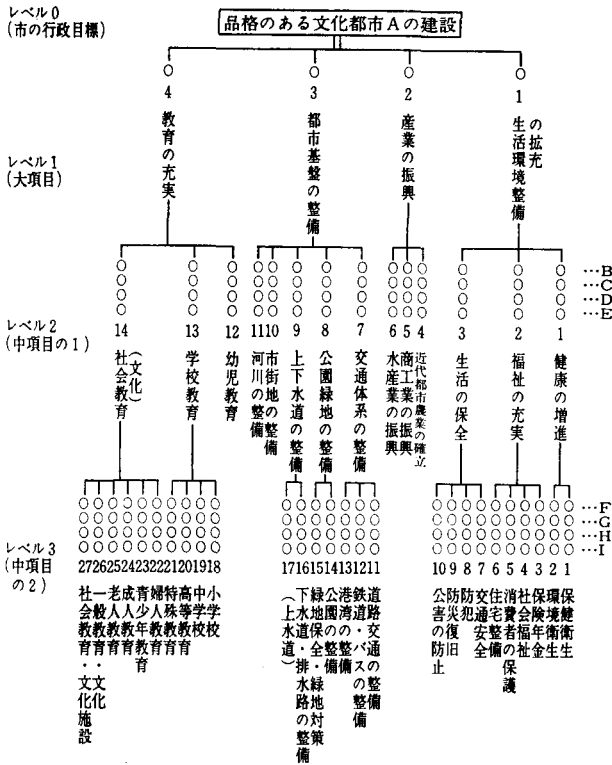 レベル0
(市の行政目標)
品格のある文化都市Aの建設
レベル1
(大項目)
1
生活環境整備
の拡充
2
産業の振興
3
都市基盤の整備
4
教育の充実
…B
…C
…D
…E
レベル2
(中項目の1)
1
健康の増進
2
福祉の充実
3
生活の保全
4
近代都市農業の確立
5
商工業の振興
6
水産業の振興
7
交通体系の整備
8
公園緑地の整備
9
上下水道の整備
10
市街地の整備
11
河川の整備
12
幼児教育
13
学校教育
14
社会教育
(文化)
…F
…G
…H
…I
レベル3
(中項目
の2)
1
保健衛生
2
環境衛生
3
保険年金
4
社会福祉
5
消費者の保護
6
住宅整備
7
交通安全
8
防犯
9
防災復旧
10
公害の防止
11
道路交通の整備
12
鉄道・バスの整備
13
港湾の整備
14
公園の整備
15
緑地保全・緑地対策
16
下水道・排水路の整備
17
(上水道)
18
小学校
19
中学校
20
高等教育
21
特殊教育
22
婦人教育
23
青少年教育
24
成人教育
25
老人教育
26
一般教育・文化
27
社会教育・文化施設